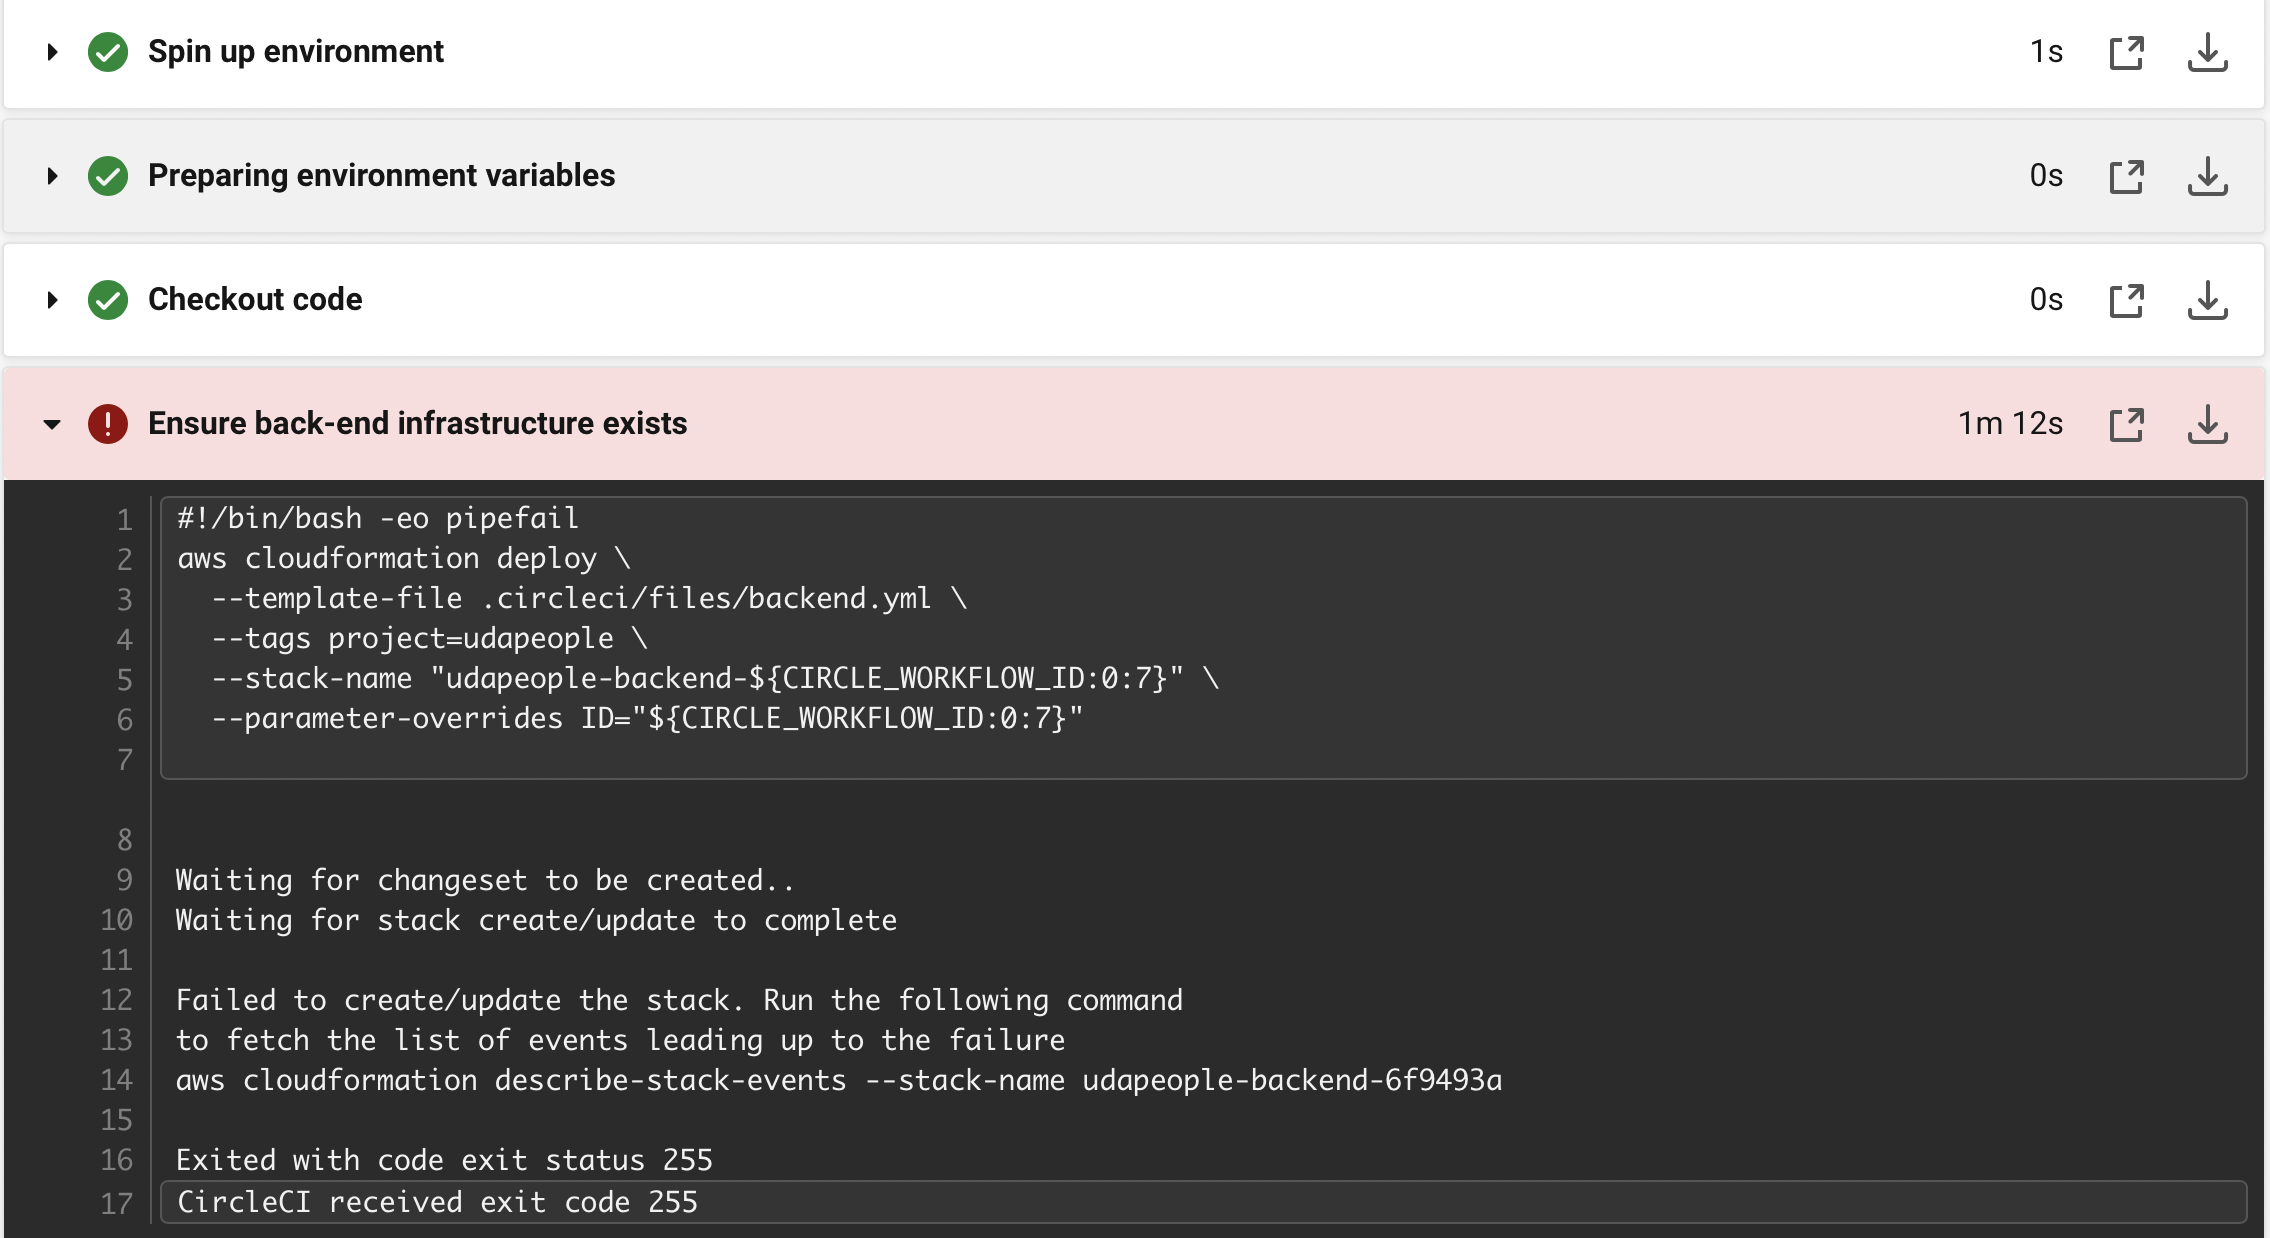 Spin up environment 1s
Preparing environment variables 0s
Checkout code 0s
Ensure back-end infrastructure exists 1m 12s
1 #!/bin/bash -eo pipefail
2 aws cloudformation deploy \
3   --template-file .circleci/files/backend.yml \
4   --tags project=udapeople \
5   --stack-name "udapeople-backend-${CIRCLE_WORKFLOW_ID:0:7}" \
6   --parameter-overrides ID="${CIRCLE_WORKFLOW_ID:0:7}"
7
8
9 Waiting for changeset to be created..
10 Waiting for stack create/update to complete
11
12 Failed to create/update the stack. Run the following command
13 to fetch the list of events leading up to the failure
14 aws cloudformation describe-stack-events --stack-name udapeople-backend-6f9493a
15
16 Exited with code exit status 255
17 CircleCI received exit code 255